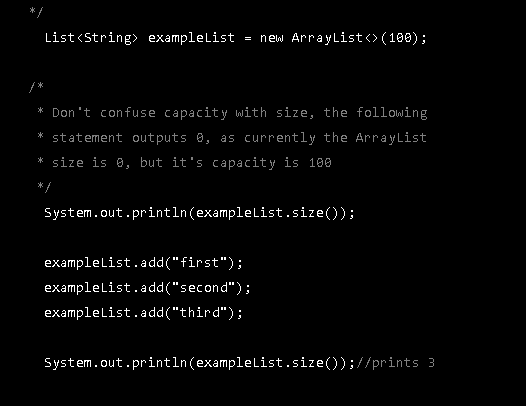 */
List<String> exampleList = new ArrayList<>(100);
/*
* Don't confuse capacity with size, the following
* statement outputs 0, as currently the ArrayList
* size is 0, but it's capacity is 100
*/
System.out.println(exampleList.size());
exampleList.add("first");
exampleList.add("second");
exampleList.add("third");
System.out.println(exampleList.size());//prints 3